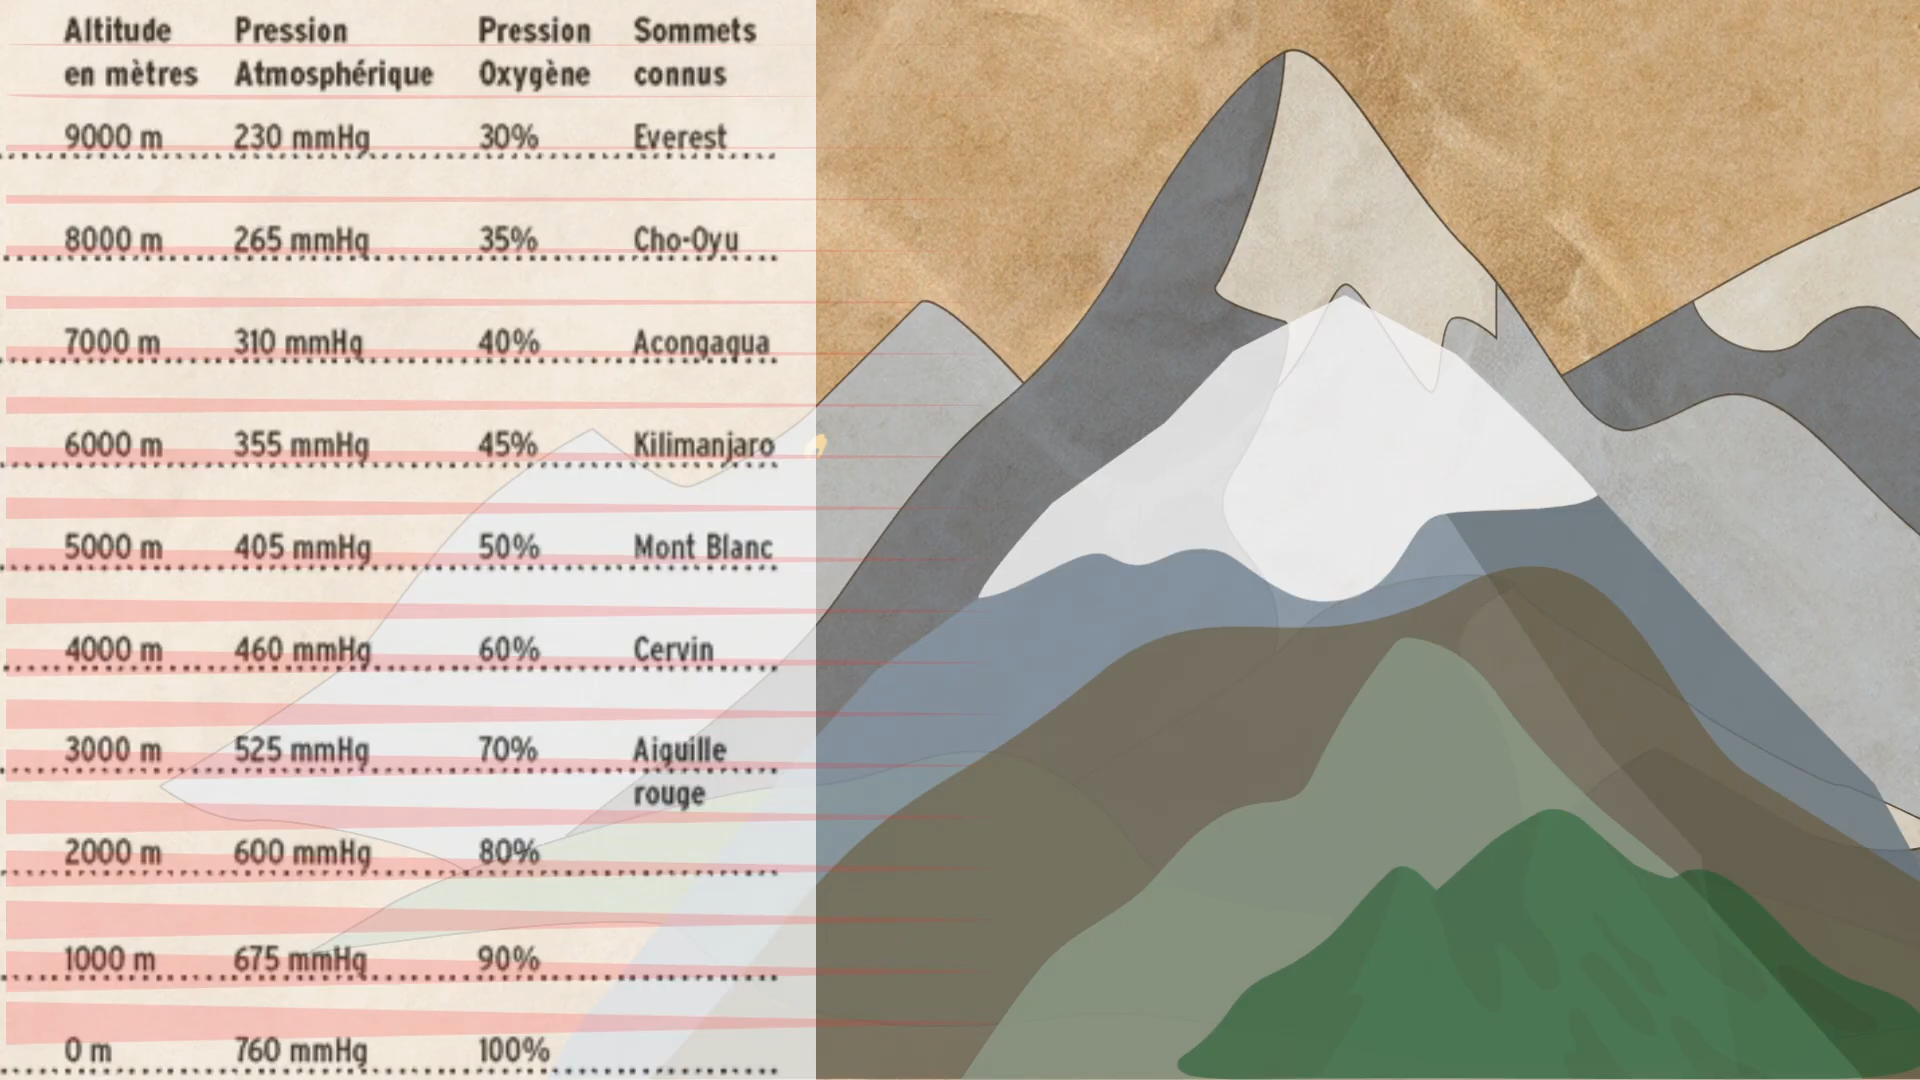 Altitude en mètres Pression Atmosphérique Pression Oxygène Sommets connus
9000 m 230 mmHg 30% Everest
8000 m 265 mmHg 35% Cho-Oyu
7000 m 310 mmHg 40% Acongagua
6000 m 355 mmHg 45% Kilimanjaro
5000 m 405 mmHg 50% Mont Blanc
4000 m 460 mmHg 60% Cervin
3000 m 525 mmHg 70% Aiguille rouge
2000 m 600 mmHg 80%
1000 m 675 mmHg 90%
0 m 760 mmHg 100%